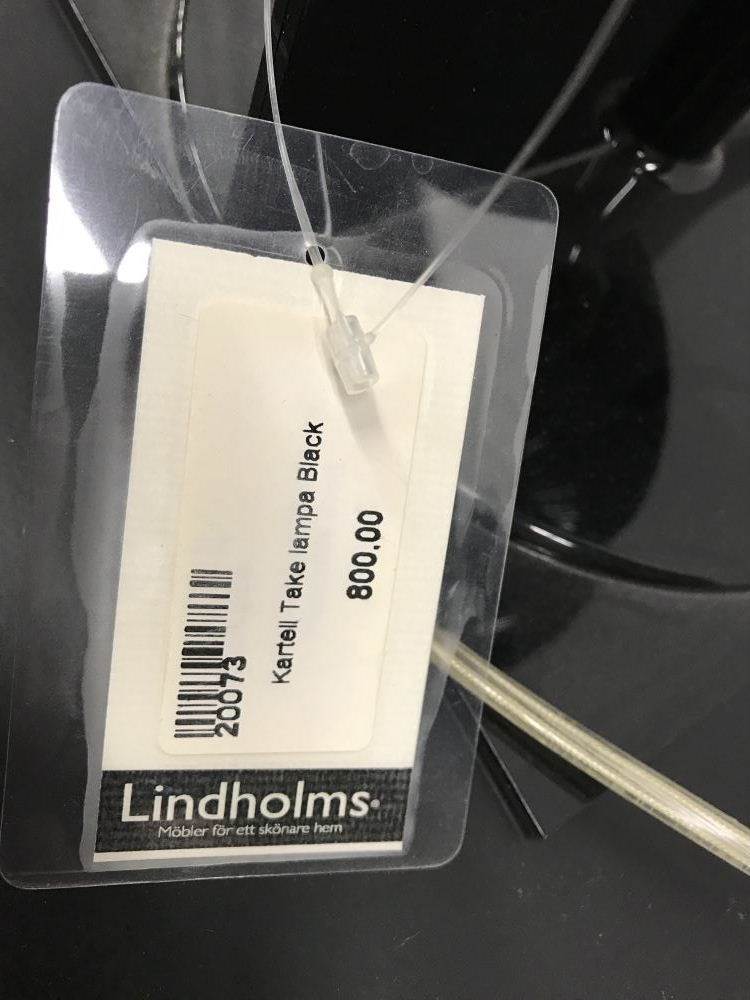 Kartell Take lampa Black
800.00
20073
Lindholms
Möbler för ett skönare hem